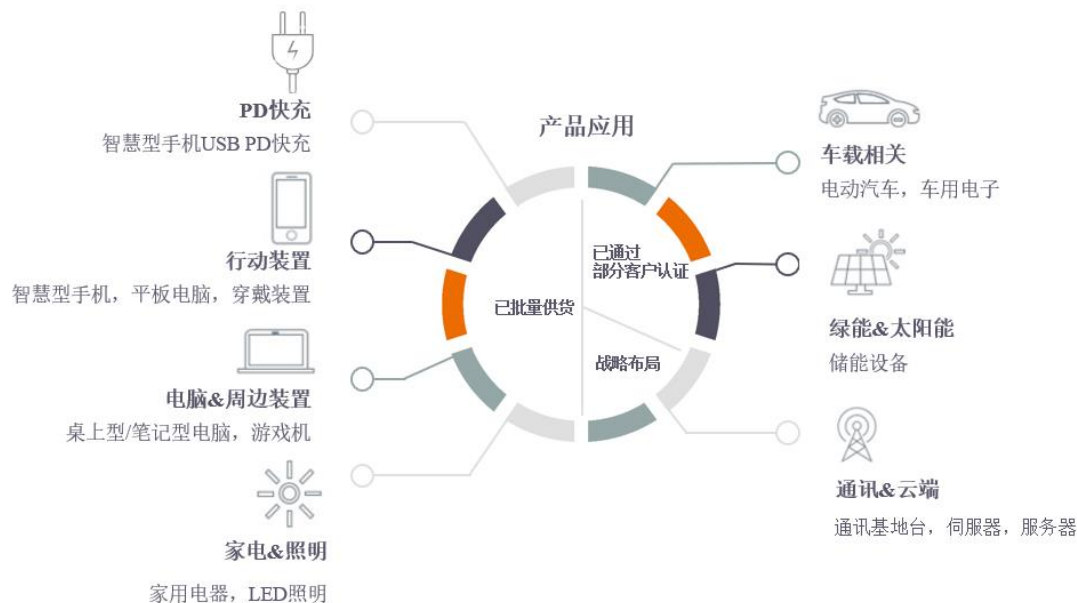 产品应用
PD快充
智慧型手机USB PD快充
行动装置
智慧型手机，平板电脑，穿戴装置
电脑&周边装置
桌上型/笔记型电脑，游戏机
家电&照明
家用电器，LED照明
已批量供货
已通过
部分客户认证
战略布局
车载相关
电动汽车，车用电子
绿能&太阳能
储能设备
通讯&云端
通讯基地台，伺服器，服务器